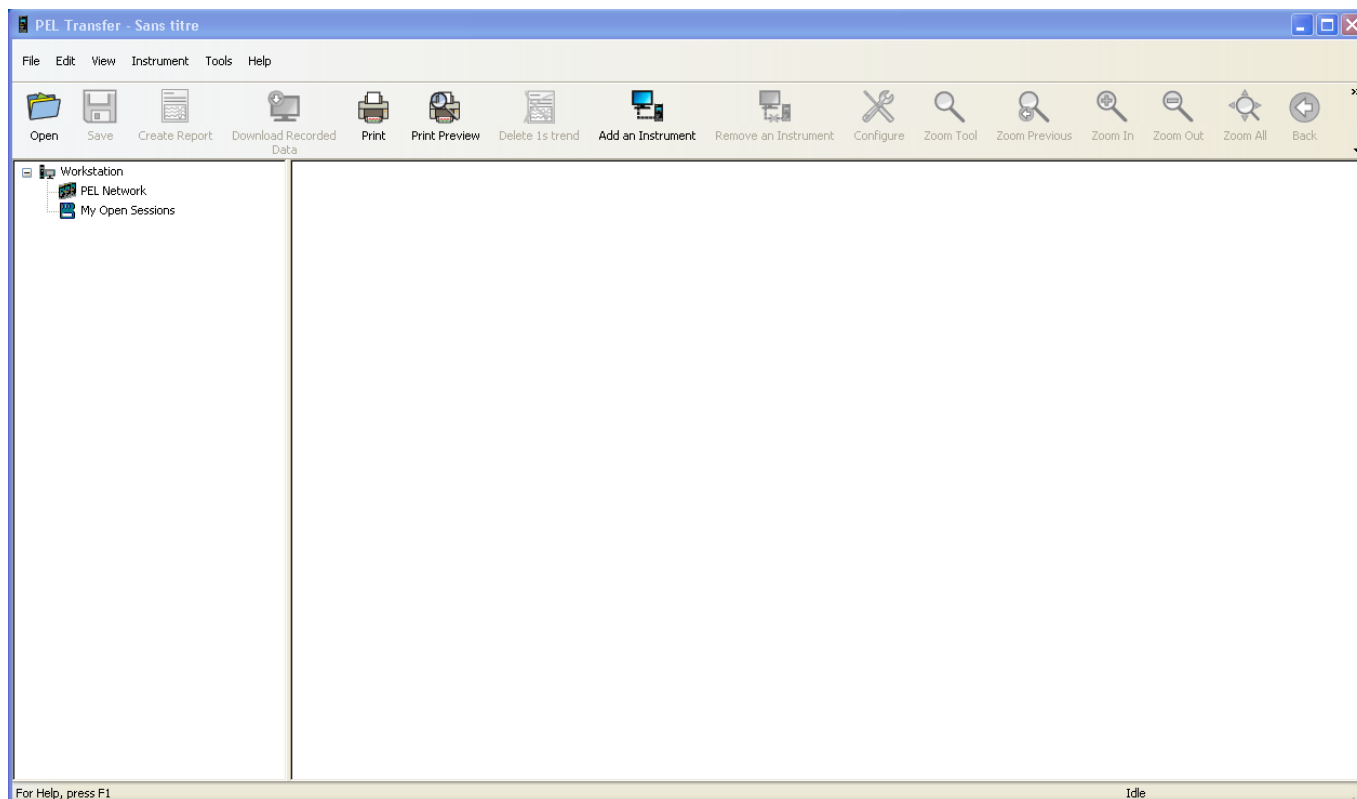 PEL Transfer - Sans titre
File Edit View Instrument Tools Help
Open Save Create Report Download Recorded Data Print Print Preview Delete 1s trend Add an Instrument Remove an Instrument Configure Zoom Tool Zoom Previous Zoom In Zoom Out Zoom All Back
Workstation
PEL Network
My Open Sessions
For Help, press F1 Idle